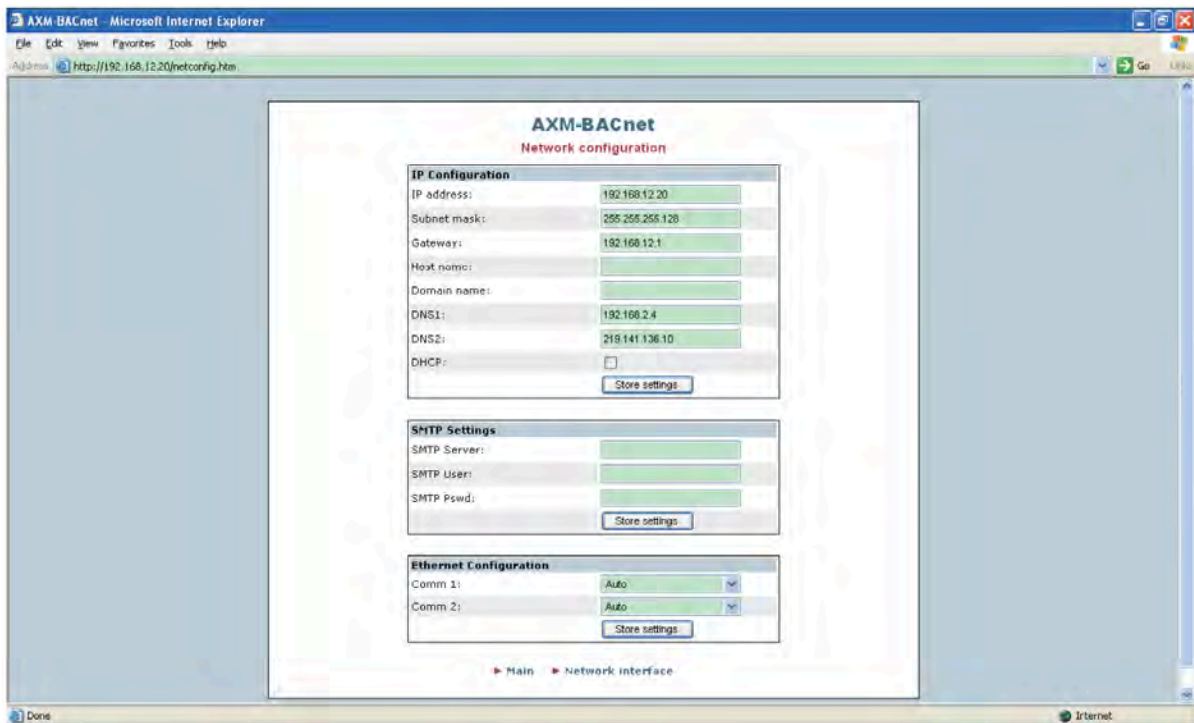 AXM-BACnet - Microsoft Internet Explorer
File Edit View Favorites Tools Help
Address http://192.168.12.20/netconfig.htm Go Links
AXM-BACnet
Network configuration
IP Configuration
IP address: 192.168.12.20
Subnet mask: 255.255.255.128
Gateway: 192.168.12.1
Host name:
Domain name:
DNS1: 192.168.2.4
DNS2: 219.141.136.10
DHCP:
Store settings
SMTP Settings
SMTP Server:
SMTP User:
SMTP Pswd:
Store settings
Ethernet Configuration
Comm 1: Auto
Comm 2: Auto
Store settings
Main Network interface
Done Internet